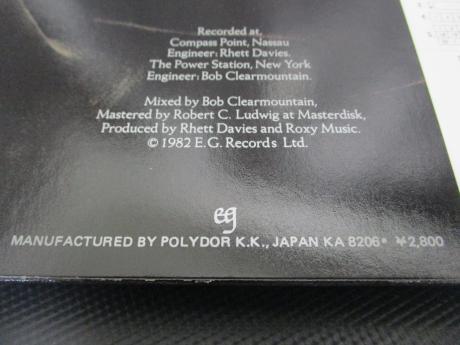 Recorded at,
Compass Point, Nassau
Engineer: Rhett Davies.
The Power Station, New York
Engineer: Bob Clearmountain.
Mixed by Bob Clearmountain,
Mastered by Robert C. Ludwig at Masterdisk,
Produced by Rhett Davies and Roxy Music.
© 1982 E.G. Records Ltd.
eg
MANUFACTURED BY POLYDOR K.K., JAPAN KA 8206* ¥2,800